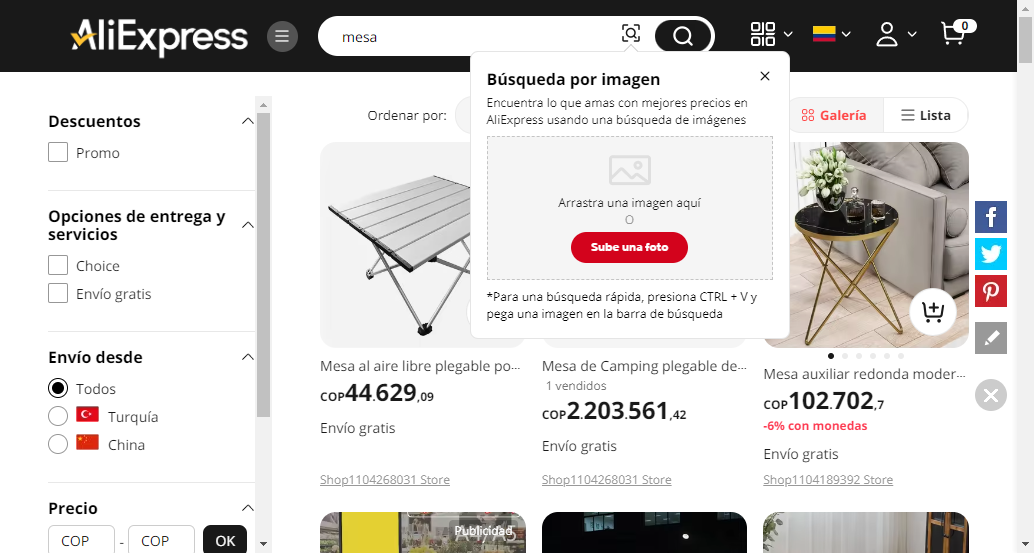 AliExpress
mesa
0
Búsqueda por imagen
Encuentra lo que amas con mejores precios en
AliExpress usando una búsqueda de imágenes
Arrastra una imagen aquí
O
Sube una foto
*Para una búsqueda rápida, presiona CTRL + V y
pega una imagen en la barra de búsqueda
Descuentos
Promo
Opciones de entrega y
servicios
Choice
Envío gratis
Envío desde
Todos
Turquía
China
Precio
COP
-
COP
OK
Ordenar por:
Galería
Lista
Mesa al aire libre plegable po...
COP44.629,09
Envío gratis
Shop1104268031 Store
Mesa de Camping plegable de...
1 vendidos
COP2.203.561,42
Envío gratis
Shop1104268031 Store
Mesa auxiliar redonda moder...
COP102.702,7
-6% con monedas
Envío gratis
Shop1104189392 Store
Publicidad